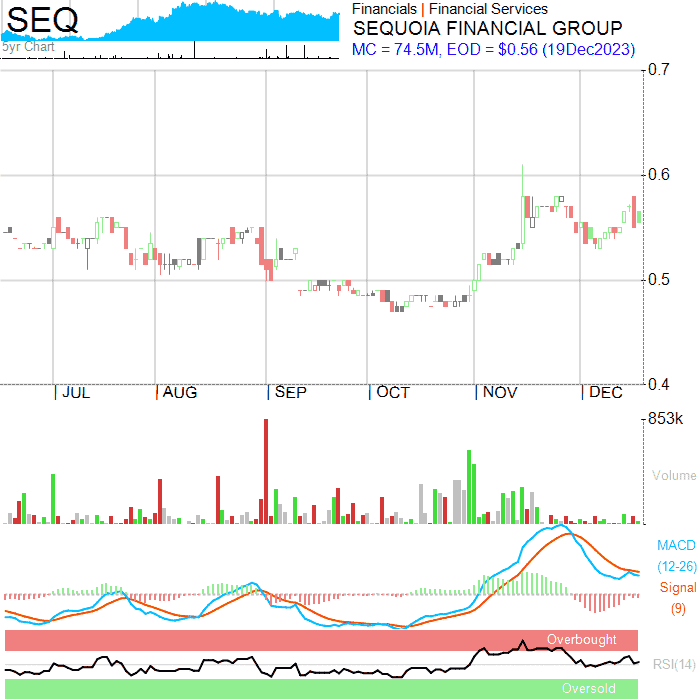 SEQ
5yr Chart
Financials | Financial Services
SEQUOIA FINANCIAL GROUP
MC = 74.5M, EOD = $0.56 (19Dec2023)
0.7
0.6
0.5
0.4
JUL AUG SEP OCT NOV DEC
853k
Volume
MACD
(12-26)
Signal
(9)
Overbought
RSI(14)
Oversold